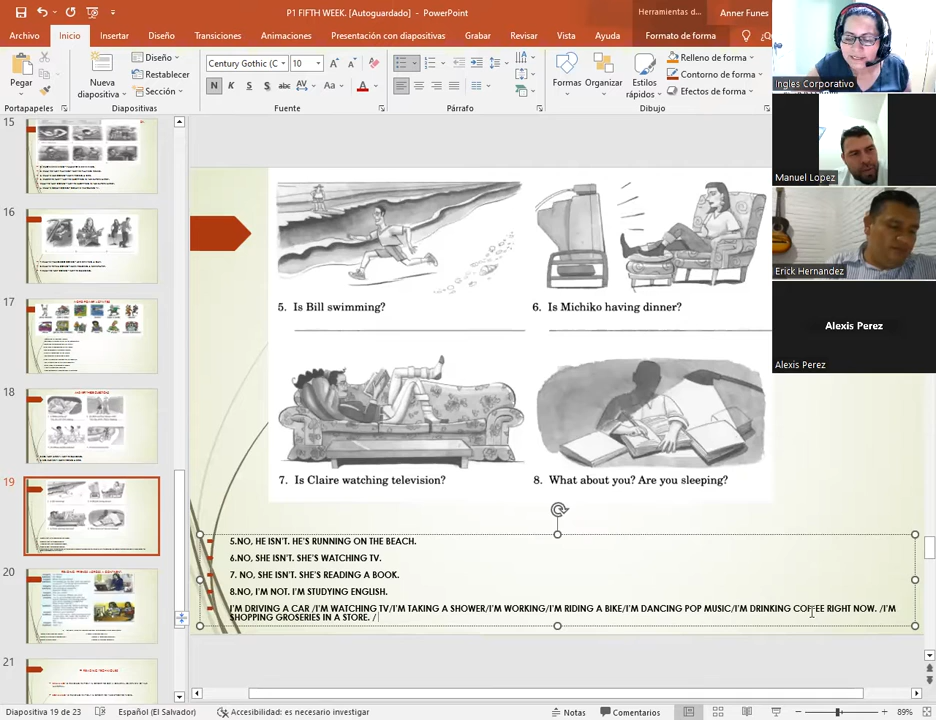 P1 FIFTH WEEK. [Autoguardado] - PowerPoint
Herramientas d...
Anner Funes
Archivo Inicio Insertar Diseño Transiciones Animaciones Presentación con diapositivas Grabar Revisar Vista Ayuda Formato de forma
Pegar
Nueva diapositiva
Diseño
Restablecer
Sección
Century Gothic (C 10
N K S abc AV Aa A
Formas Organizar Estilos rápidos
Relleno de forma
Contorno de forma
Efectos de forma
Portapapeles Diapositivas Fuente Párrafo Dibujo
Ingles Corporativo
Manuel Lopez
Erick Hernandez
Alexis Perez
Alexis Perez
15
16
17
18
19
20
21
5. Is Bill swimming?
6. Is Michiko having dinner?
7. Is Claire watching television?
8. What about you? Are you sleeping?
5.NO, HE ISN'T. HE'S RUNNING ON THE BEACH.
6.NO, SHE ISN'T. SHE'S WATCHING TV.
7. NO, SHE ISN'T. SHE'S READING A BOOK.
8.NO, I'M NOT. I'M STUDYING ENGLISH.
I'M DRIVING A CAR /I'M WATCHING TV/I'M TAKING A SHOWER/I'M WORKING/I'M RIDING A BIKE/I'M DANCING POP MUSIC/I'M DRINKING COFFEE RIGHT NOW. /I'M
SHOPPING GROSERIES IN A STORE. /
Diapositiva 19 de 23
Español (El Salvador)
Accesibilidad: es necesario investigar
Notas
Comentarios
89%